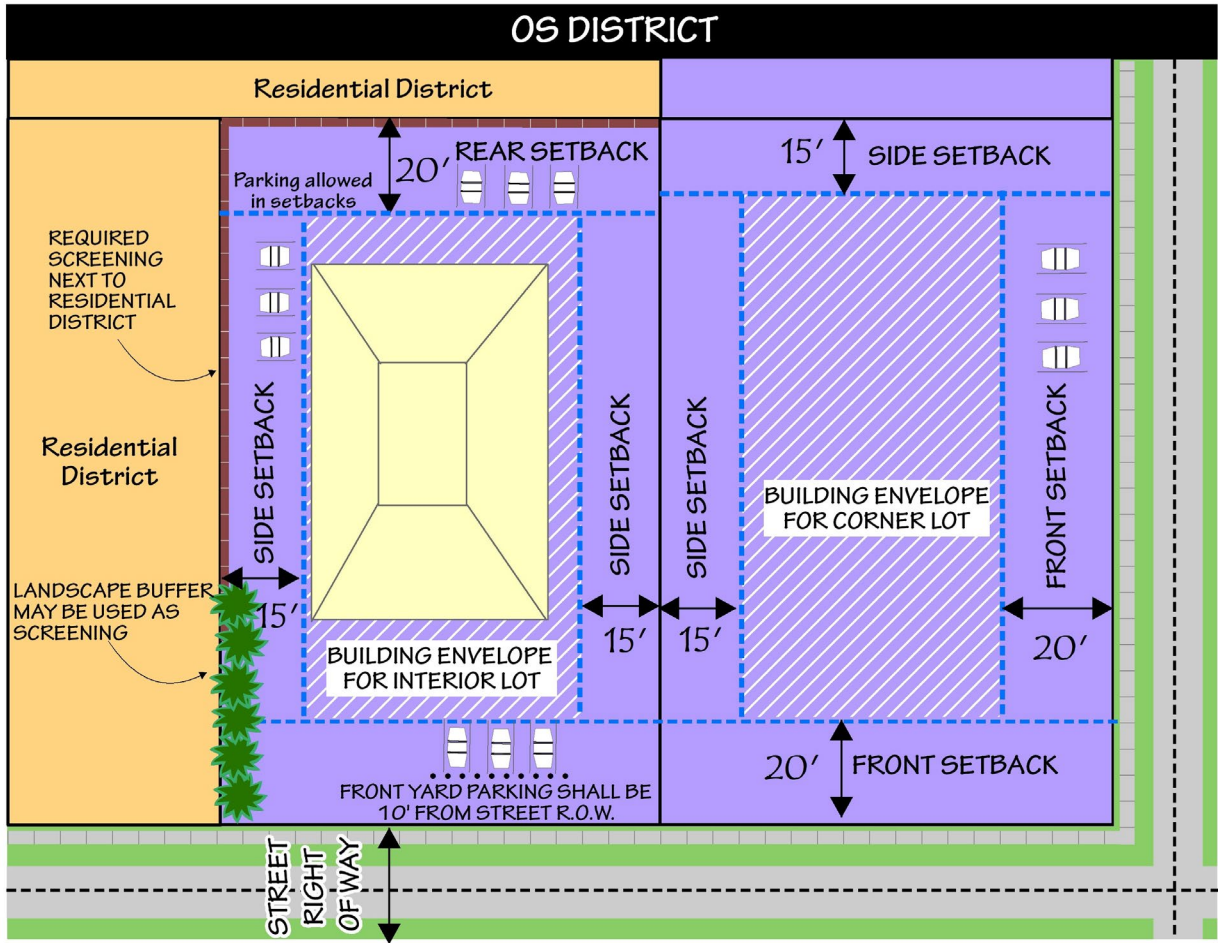 OS DISTRICT
Residential District
20'
REAR SETBACK
Parking allowed
in setbacks
15'
SIDE SETBACK
REQUIRED
SCREENING
NEXT TO
RESIDENTIAL
DISTRICT
Residential
District
SIDE SETBACK
15'
LANDSCAPE BUFFER
MAY BE USED AS
SCREENING
BUILDING ENVELOPE
FOR INTERIOR LOT
SIDE SETBACK
15'
SIDE SETBACK
15'
BUILDING ENVELOPE
FOR CORNER LOT
FRONT SETBACK
20'
20'
FRONT SETBACK
FRONT YARD PARKING SHALL BE
10' FROM STREET R.O.W.
STREET
RIGHT
OF WAY